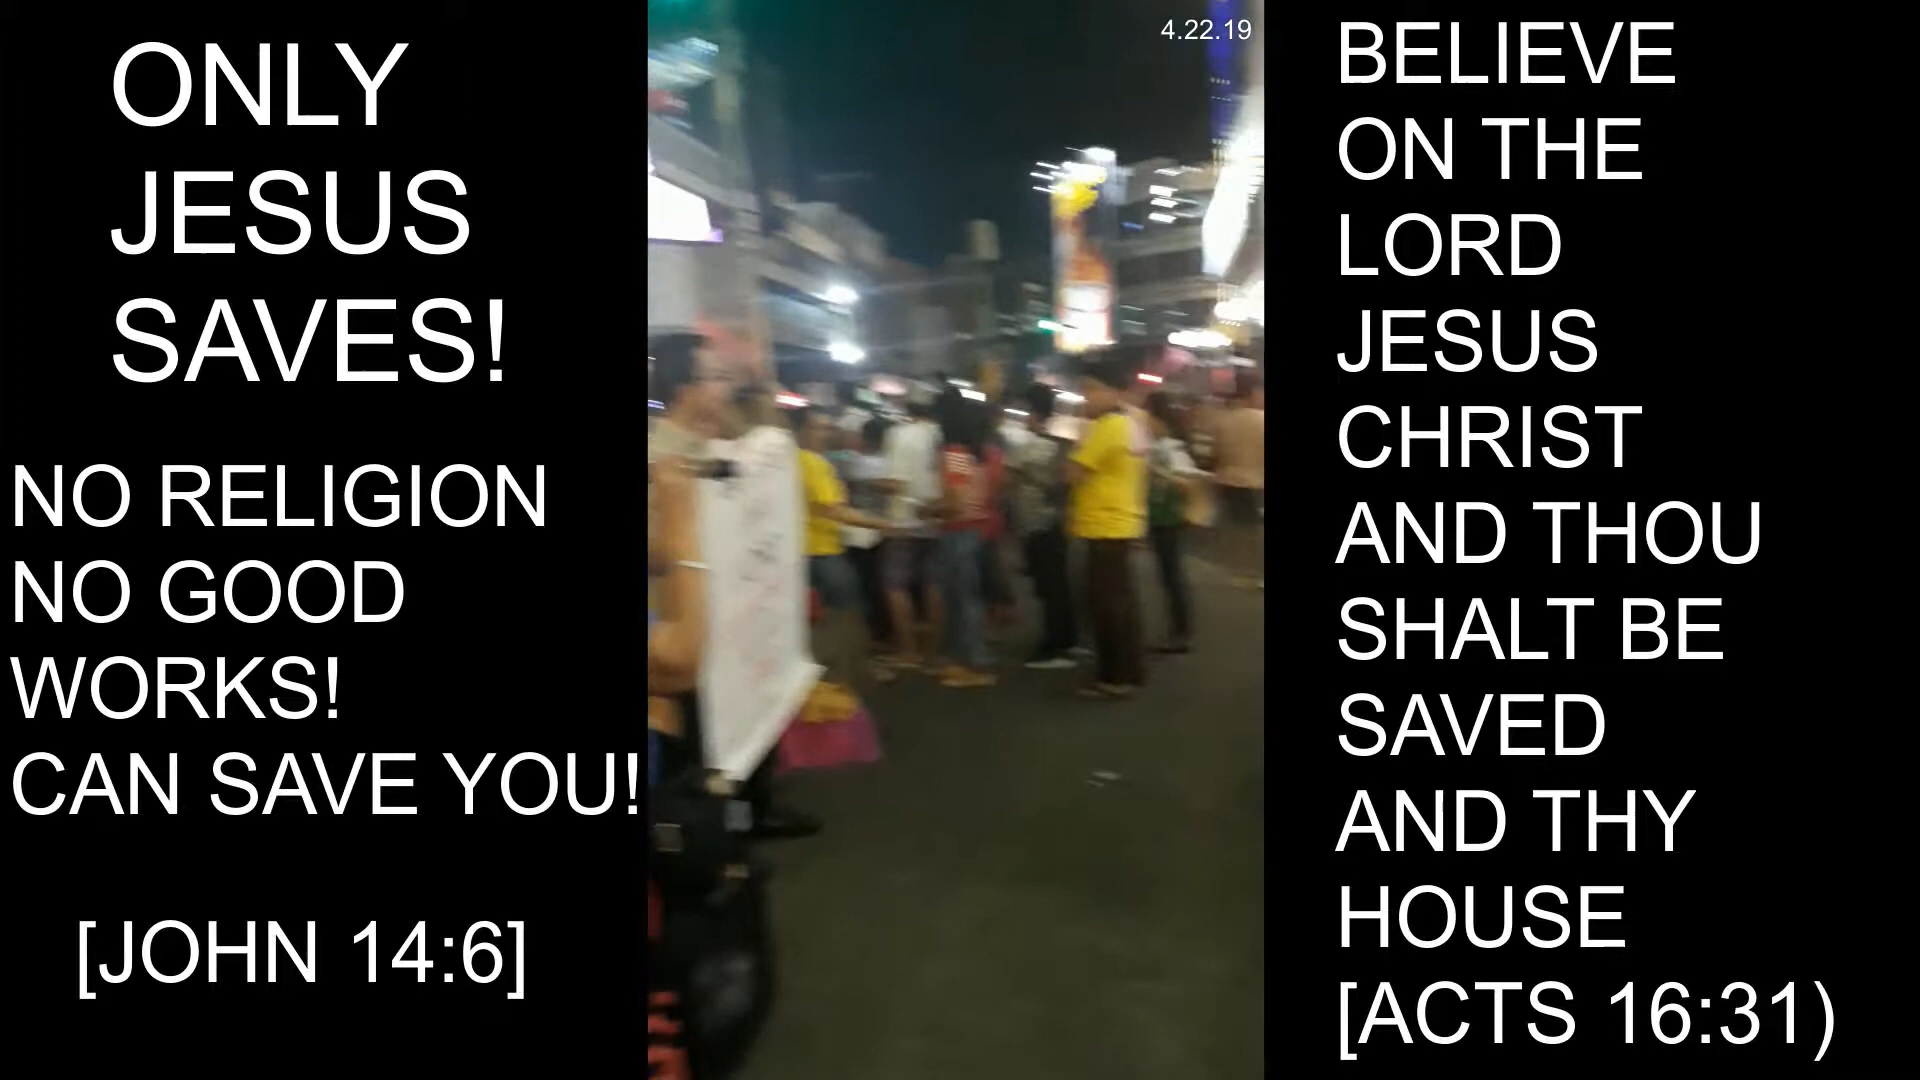 ONLY
JESUS
SAVES!
NO RELIGION
NO GOOD
WORKS!
CAN SAVE YOU!
[JOHN 14:6]
4.22.19
BELIEVE
ON THE
LORD
JESUS
CHRIST
AND THOU
SHALT BE
SAVED
AND THY
HOUSE
[ACTS 16:31)